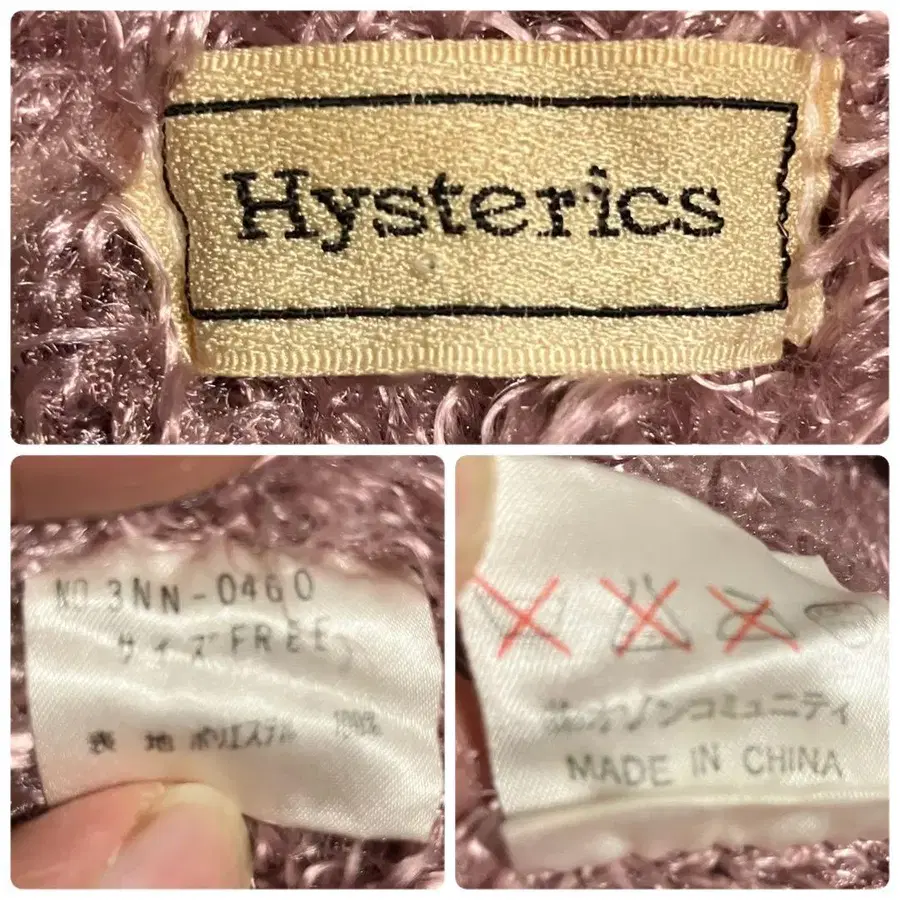 Hysterics
NO.3NN-0460
サイズ FREE
表地 ポリエステル 100%
ノンコミュニティ
MADE IN CHINA